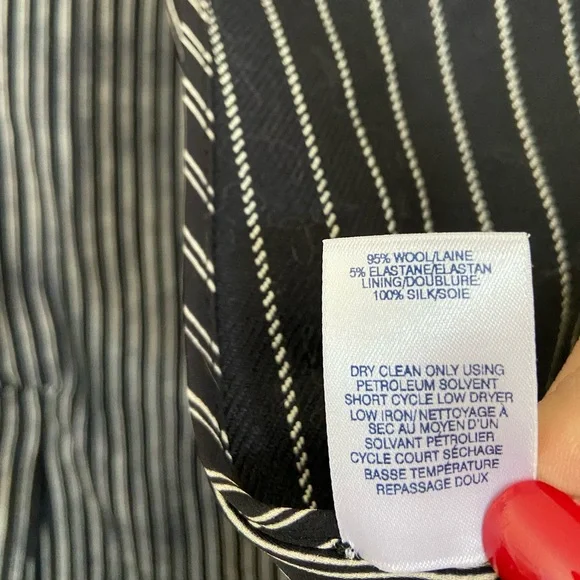 95% WOOL/LAINE
5% ELASTANE/ELASTAN
LINING/DOUBLURE:
100% SILK/SOIE
DRY CLEAN ONLY USING
PETROLEUM SOLVENT
SHORT CYCLE LOW DRYER
LOW IRON/NETTOYAGE À
SEC AU MOYEN D'UN
SOLVANT PÉTROLIER
CYCLE COURT SÉCHAGE
BASSE TEMPÉRATURE
REPASSAGE DOUX